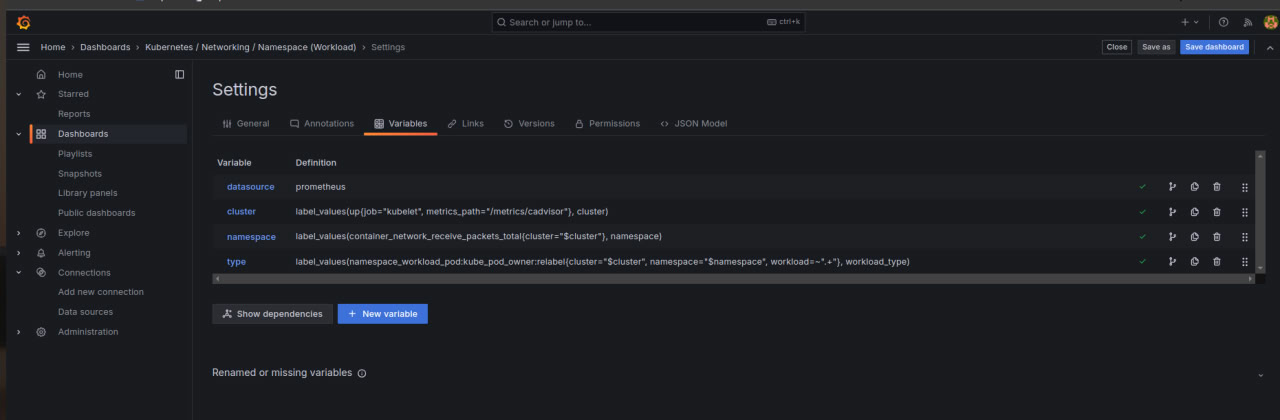 Search or jump to...
ctrl+k
Home › Dashboards › Kubernetes / Networking / Namespace (Workload) › Settings
Close
Save as
Save dashboard
Home
Starred
Reports
Dashboards
Playlists
Snapshots
Library panels
Public dashboards
Explore
Alerting
Connections
Add new connection
Data sources
Administration
Settings
General
Annotations
Variables
Links
Versions
Permissions
JSON Model
Variable Definition
datasource prometheus
cluster label_values(up{job="kubelet", metrics_path="/metrics/cadvisor"}, cluster)
namespace label_values(container_network_receive_packets_total{cluster="$cluster"}, namespace)
type label_values(namespace_workload_pod:kube_pod_owner:relabel{cluster="$cluster", namespace="$namespace", workload=~".+"}, workload_type)
Show dependencies
+ New variable
Renamed or missing variables